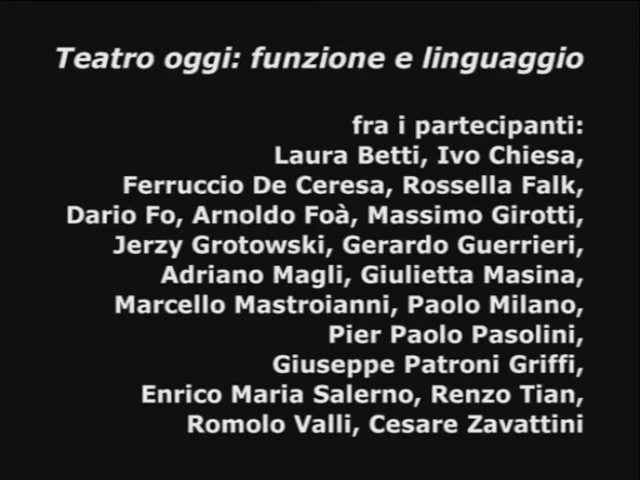 Teatro oggi: funzione e linguaggio
fra i partecipanti:
Laura Betti, Ivo Chiesa,
Ferruccio De Ceresa, Rossella Falk,
Dario Fo, Arnoldo Foà, Massimo Girotti,
Jerzy Grotowski, Gerardo Guerrieri,
Adriano Magli, Giulietta Masina,
Marcello Mastroianni, Paolo Milano,
Pier Paolo Pasolini,
Giuseppe Patroni Griffi,
Enrico Maria Salerno, Renzo Tian,
Romolo Valli, Cesare Zavattini